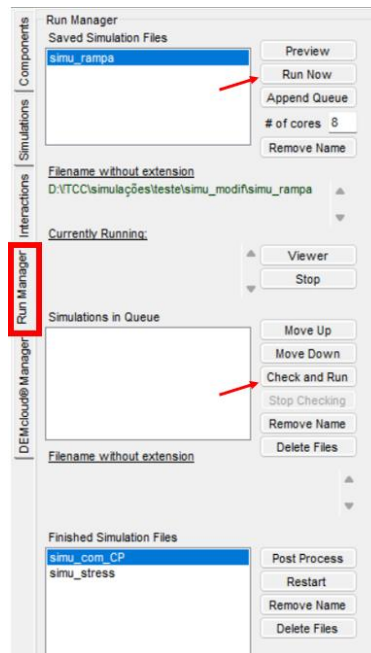 Components
Simulations
Interactions
Run Manager
DEMcloud® Manager
Run Manager
Saved Simulation Files
simu_rampa
Preview
Run Now
Append Queue
# of cores 8
Remove Name
Filename without extension
D:\TCC\simulações\teste\simu_modif\simu_rampa
Currently Running:
Viewer
Stop
Simulations in Queue
Move Up
Move Down
Check and Run
Stop Checking
Remove Name
Delete Files
Filename without extension
Finished Simulation Files
simu_com_CP
simu_stress
Post Process
Restart
Remove Name
Delete Files